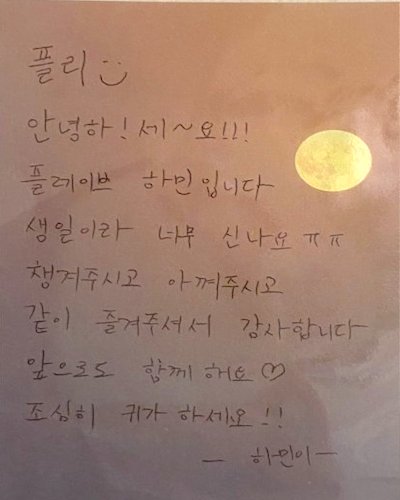 플리 :)
안녕하!세~요!!!
플레이브 하민입니다
생일이라 너무 신나요 ㅠㅠ
챙겨주시고 아껴주시고
같이 즐겨주셔서 감사합니다
앞으로도 함께 해요 ♡
조심히 귀가 하세요!!
— 하민이 —